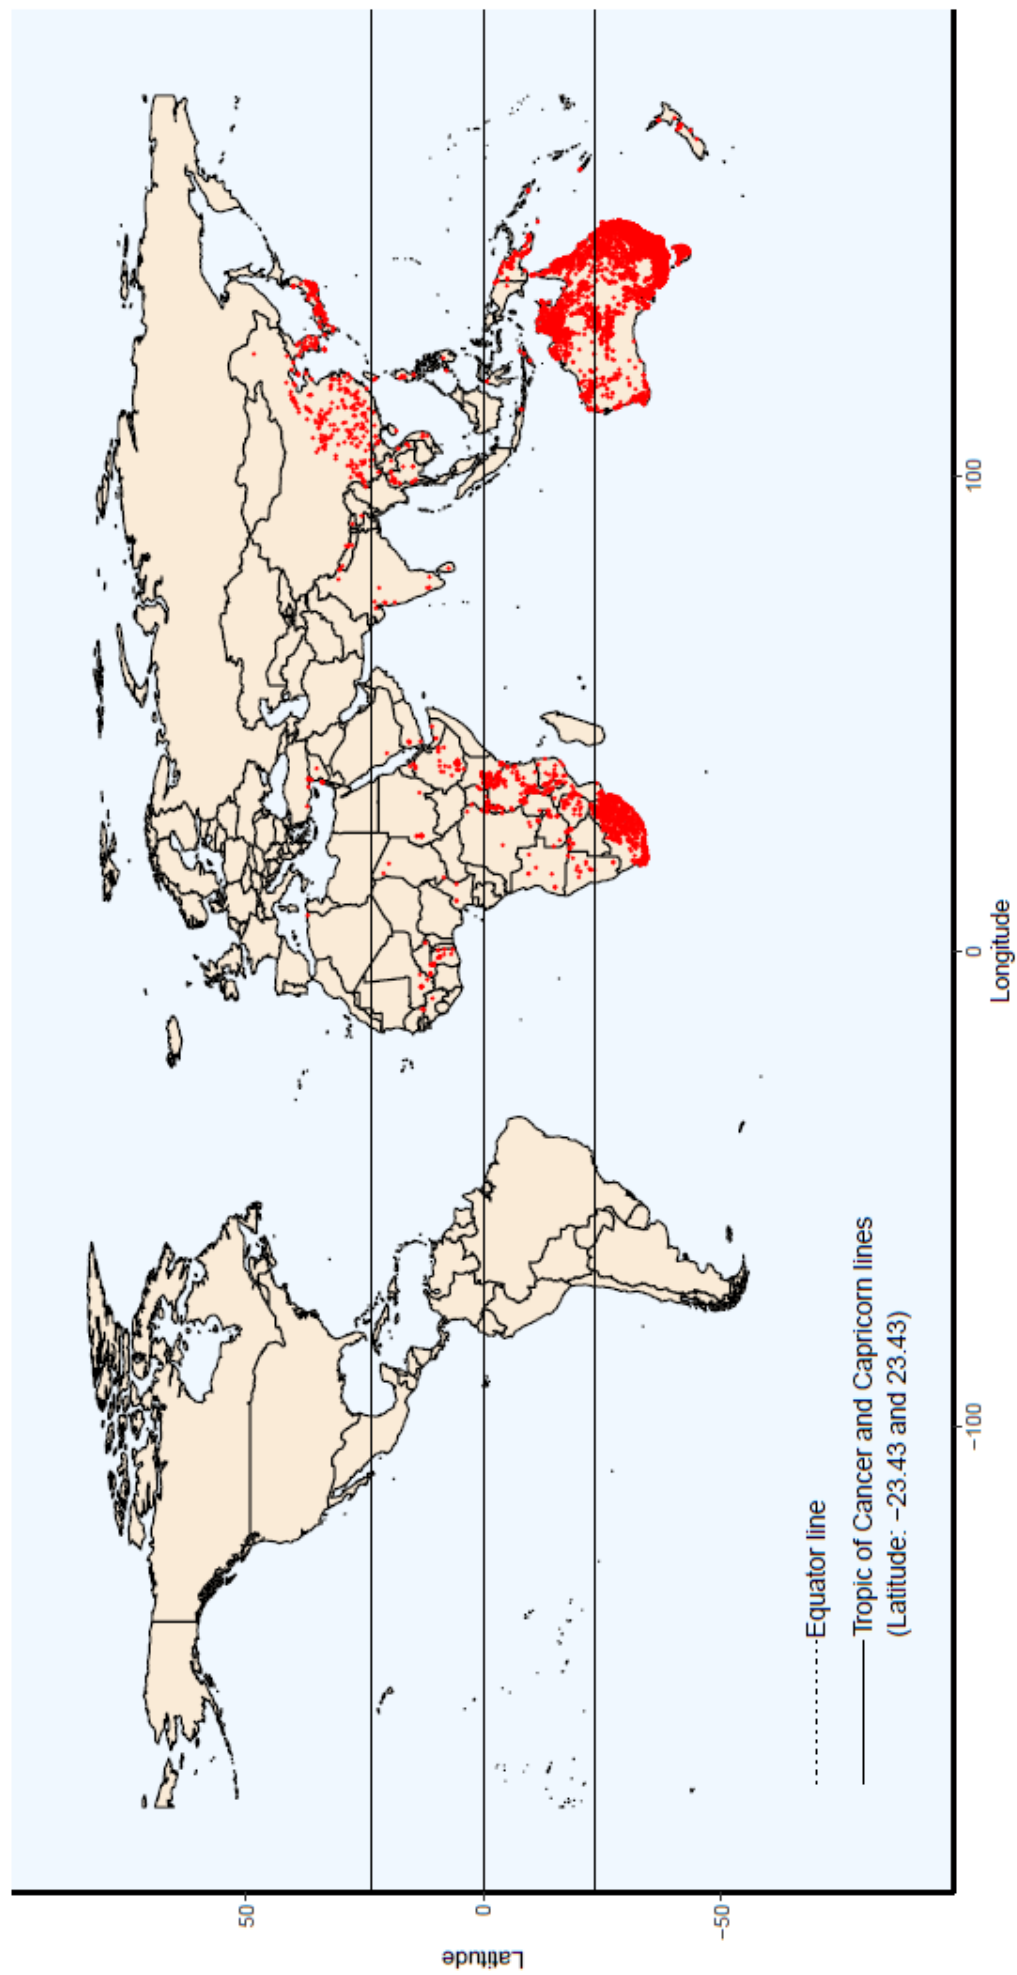 Latitude
50
0
−50
Equator line
Tropic of Cancer and Capricorn lines
(Latitude: −23.43 and 23.43)
−100
0
100
Longitude